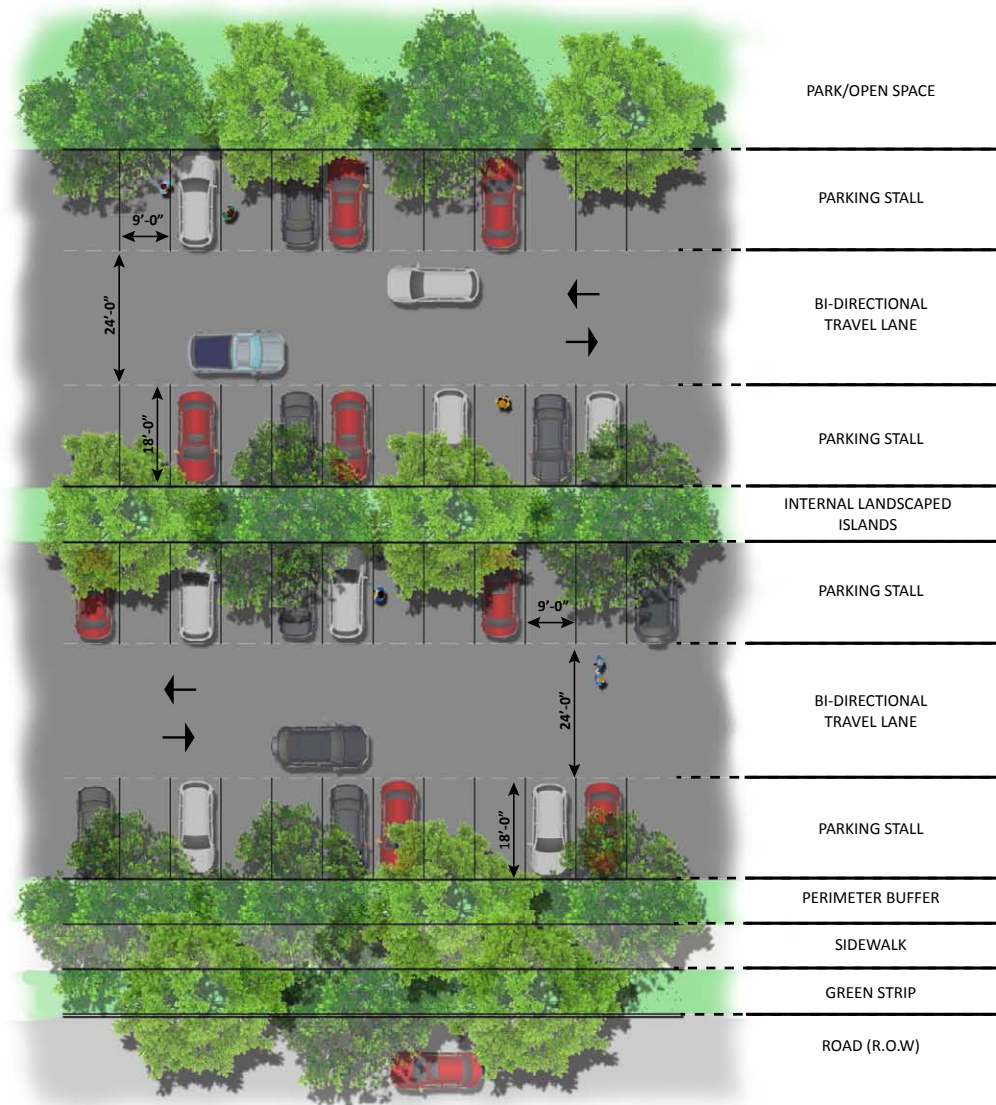 PARK/OPEN SPACE
PARKING STALL
9'-0"
BI-DIRECTIONAL
TRAVEL LANE
24'-0"
18'-0"
PARKING STALL
INTERNAL LANDSCAPED
ISLANDS
PARKING STALL
9'-0"
24'-0"
BI-DIRECTIONAL
TRAVEL LANE
18'-0"
PARKING STALL
PERIMETER BUFFER
SIDEWALK
GREEN STRIP
ROAD (R.O.W)